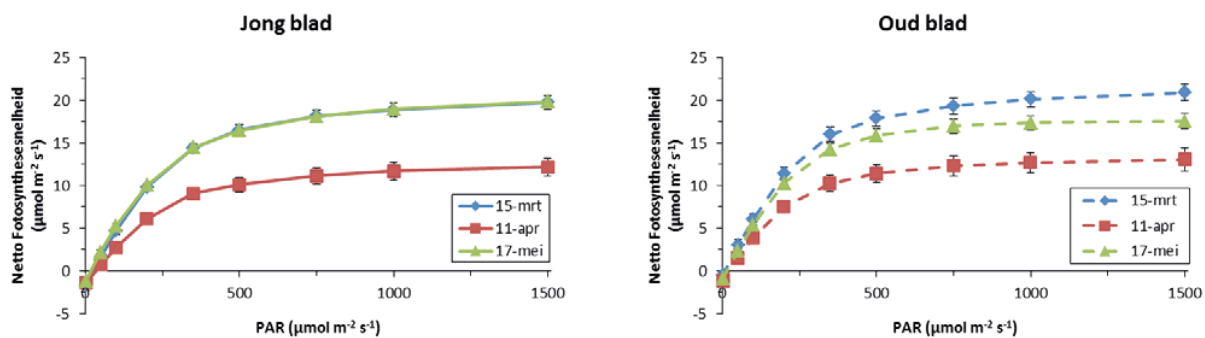 Jong blad
Netto Fotosynthesesnelheid
(µmol m⁻² s⁻¹)
25
20
15
10
5
0
-5
0
500
1000
1500
PAR (µmol m⁻² s⁻¹)
15-mrt
11-apr
17-mei
Oud blad
Netto Fotosynthesesnelheid
(µmol m⁻² s⁻¹)
25
20
15
10
5
0
-5
0
500
1000
1500
PAR (µmol m⁻² s⁻¹)
15-mrt
11-apr
17-mei